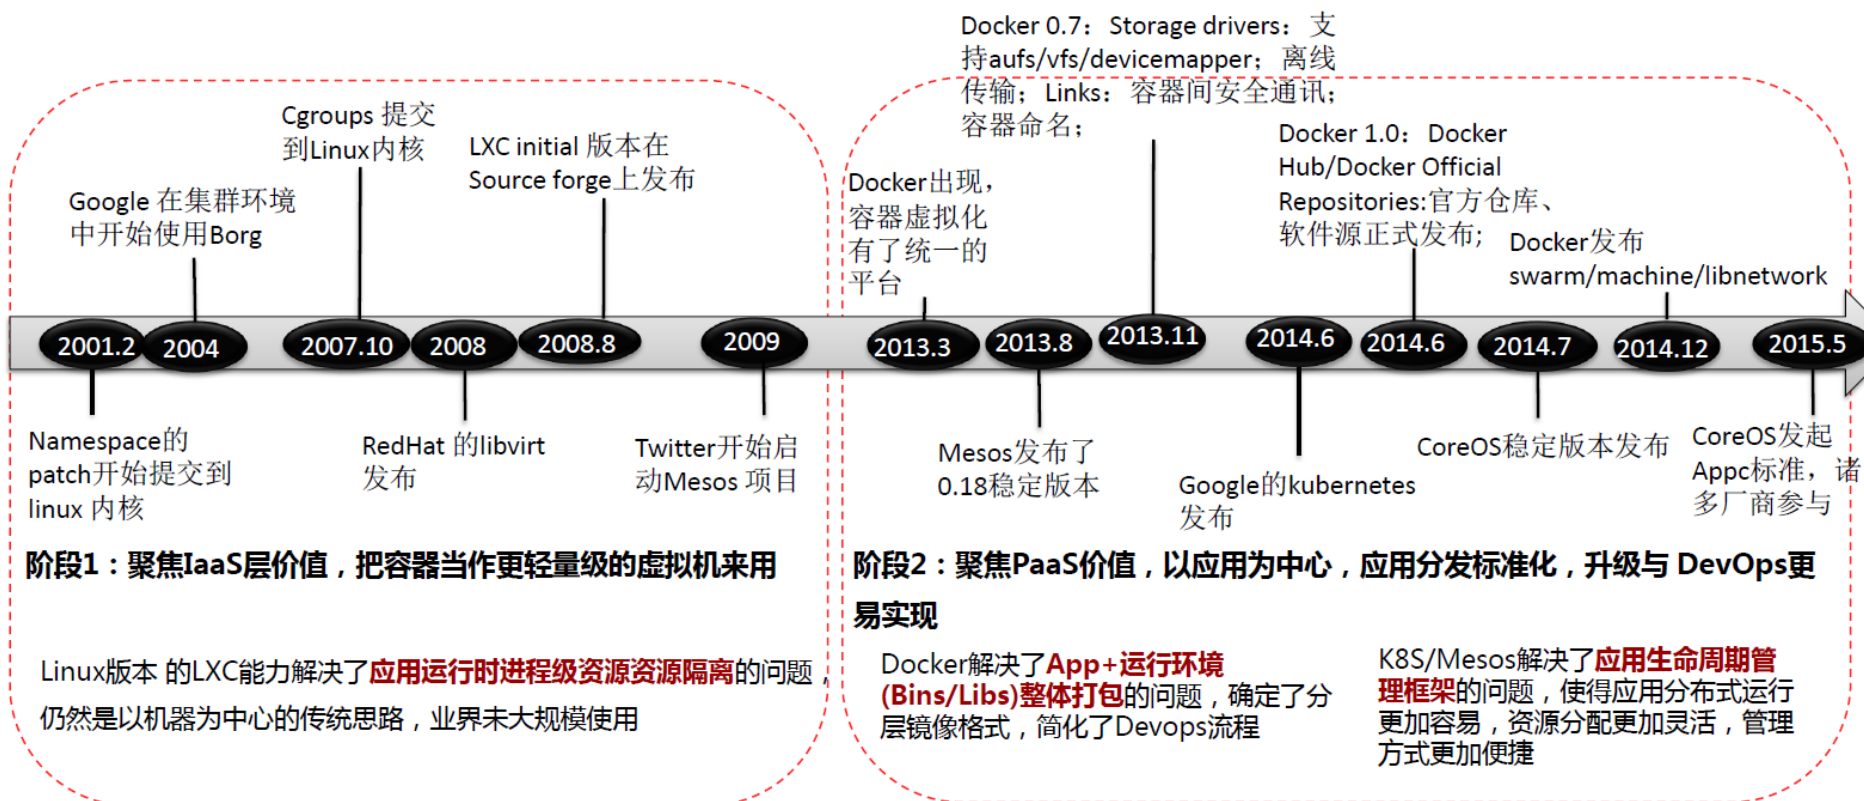 Docker 0.7：Storage drivers：支
持aufs/vfs/devicemapper；离线
传输；Links：容器间安全通讯；
容器命名；
Cgroups 提交
到Linux内核
LXC initial 版本在
Source forge上发布
Google 在集群环境
中开始使用Borg
Docker出现，
容器虚拟化
有了统一的
平台
Docker 1.0：Docker
Hub/Docker Official
Repositories:官方仓库、
软件源正式发布;
Docker发布
swarm/machine/libnetwork
2001.2
2004
2007.10
2008
2008.8
2009
2013.3
2013.8
2013.11
2014.6
2014.6
2014.7
2014.12
2015.5
Namespace的
patch开始提交到
linux 内核
RedHat 的libvirt
发布
Twitter开始启
动Mesos 项目
Mesos发布了
0.18稳定版本
Google的kubernetes
发布
CoreOS稳定版本发布
CoreOS发起
Appc标准，诸
多厂商参与
阶段1：聚焦IaaS层价值，把容器当作更轻量级的虚拟机来用
Linux版本 的LXC能力解决了应用运行时进程级资源资源隔离的问题，
仍然是以机器为中心的传统思路，业界未大规模使用
阶段2：聚焦PaaS价值，以应用为中心，应用分发标准化，升级与 DevOps更
易实现
Docker解决了App+运行环境
(Bins/Libs)整体打包的问题，确定了分
层镜像格式，简化了Devops流程
K8S/Mesos解决了应用生命周期管
理框架的问题，使得应用分布式运行
更加容易，资源分配更加灵活，管理
方式更加便捷